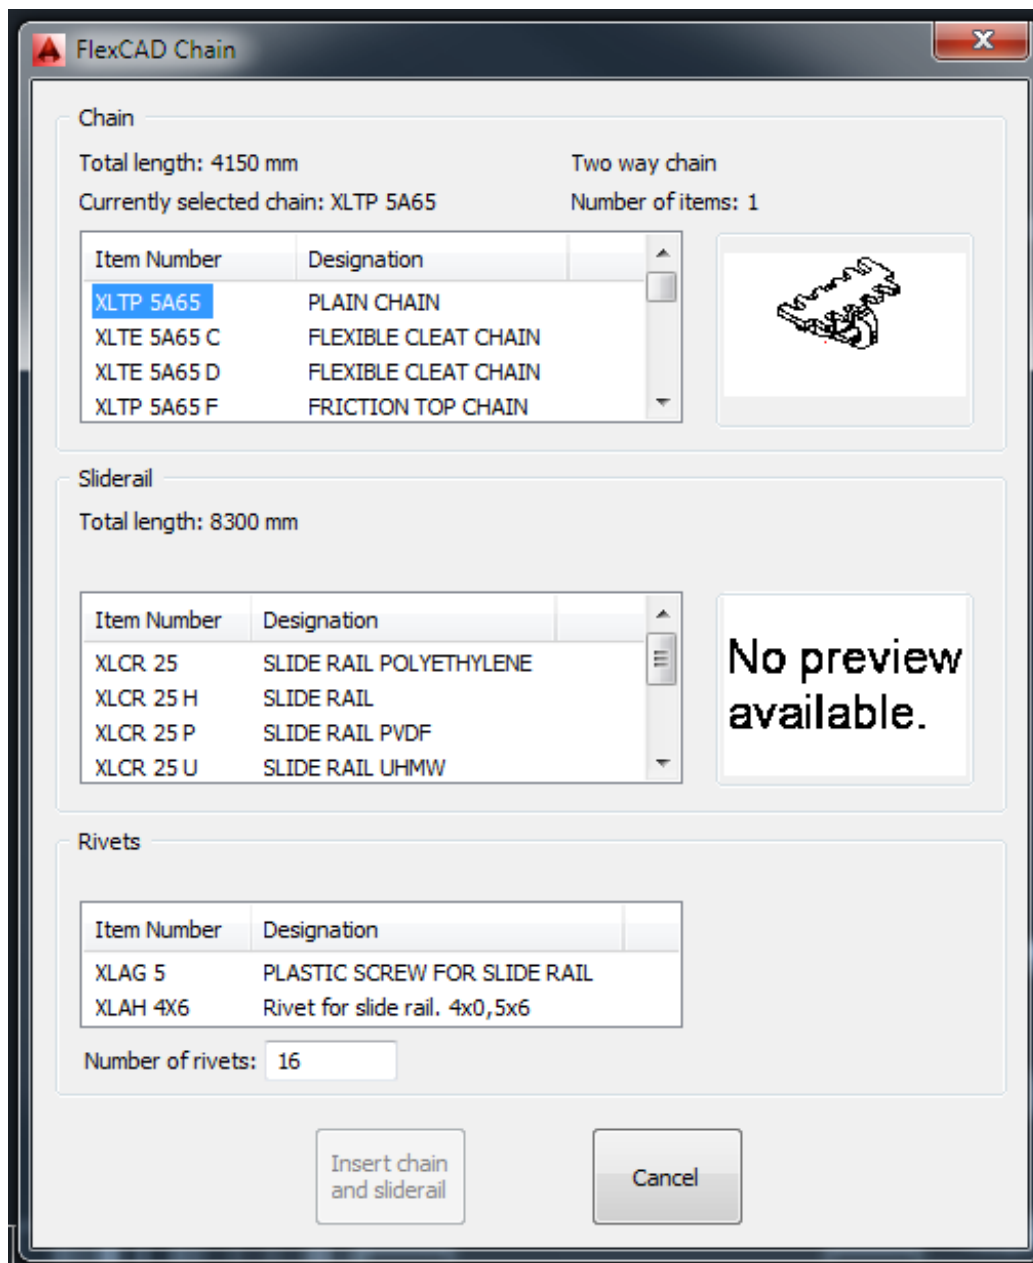 FlexCAD Chain
X
Chain
Total length: 4150 mm Two way chain
Currently selected chain: XLTP 5A65 Number of items: 1
Item Number Designation
XLTP 5A65 PLAIN CHAIN
XLTE 5A65 C FLEXIBLE CLEAT CHAIN
XLTE 5A65 D FLEXIBLE CLEAT CHAIN
XLTP 5A65 F FRICTION TOP CHAIN
Sliderail
Total length: 8300 mm
Item Number Designation
XLCR 25 SLIDE RAIL POLYETHYLENE
XLCR 25 H SLIDE RAIL
XLCR 25 P SLIDE RAIL PVDF
XLCR 25 U SLIDE RAIL UHMW
No preview
available.
Rivets
Item Number Designation
XLAG 5 PLASTIC SCREW FOR SLIDE RAIL
XLAH 4X6 Rivet for slide rail. 4x0,5x6
Number of rivets: 16
Insert chain
and sliderail
Cancel